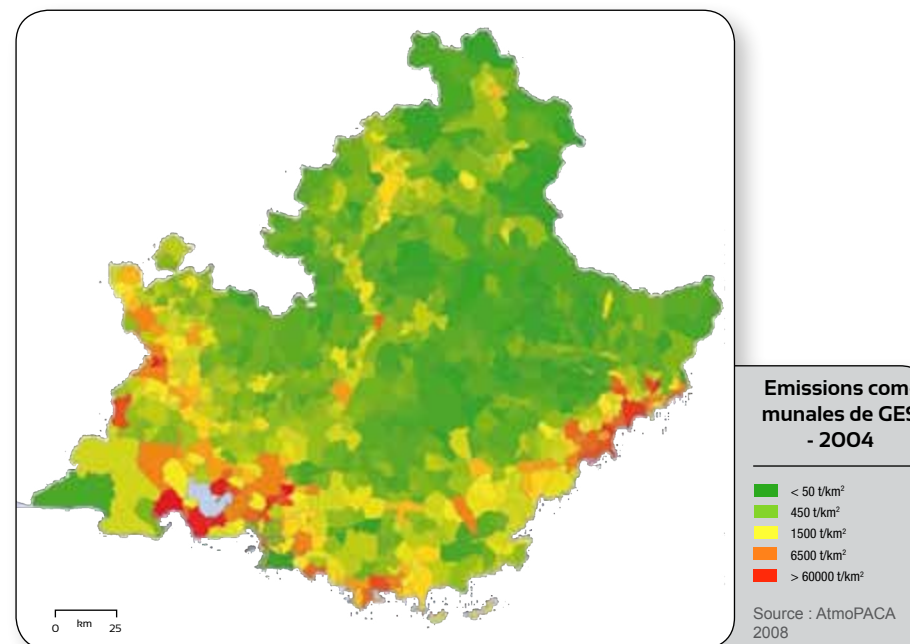 0 km 25
Emissions com-
munales de GES
- 2004
< 50 t/km²
450 t/km²
1500 t/km²
6500 t/km²
> 60000 t/km²
Source : AtmoPACA
2008